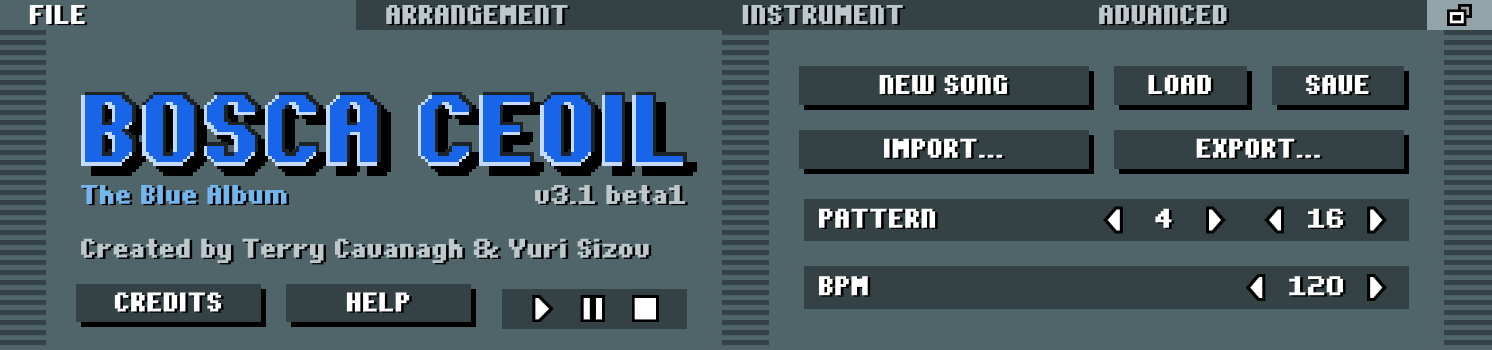 FILE ARRANGEMENT INSTRUMENT ADVANCED
BOSCA CEOIL
The Blue Album v3.1 beta1
Created by Terry Cavanagh & Yuri Sizov
CREDITS HELP
NEW SONG LOAD SAVE
IMPORT... EXPORT...
PATTERN 4 16
BPM 120